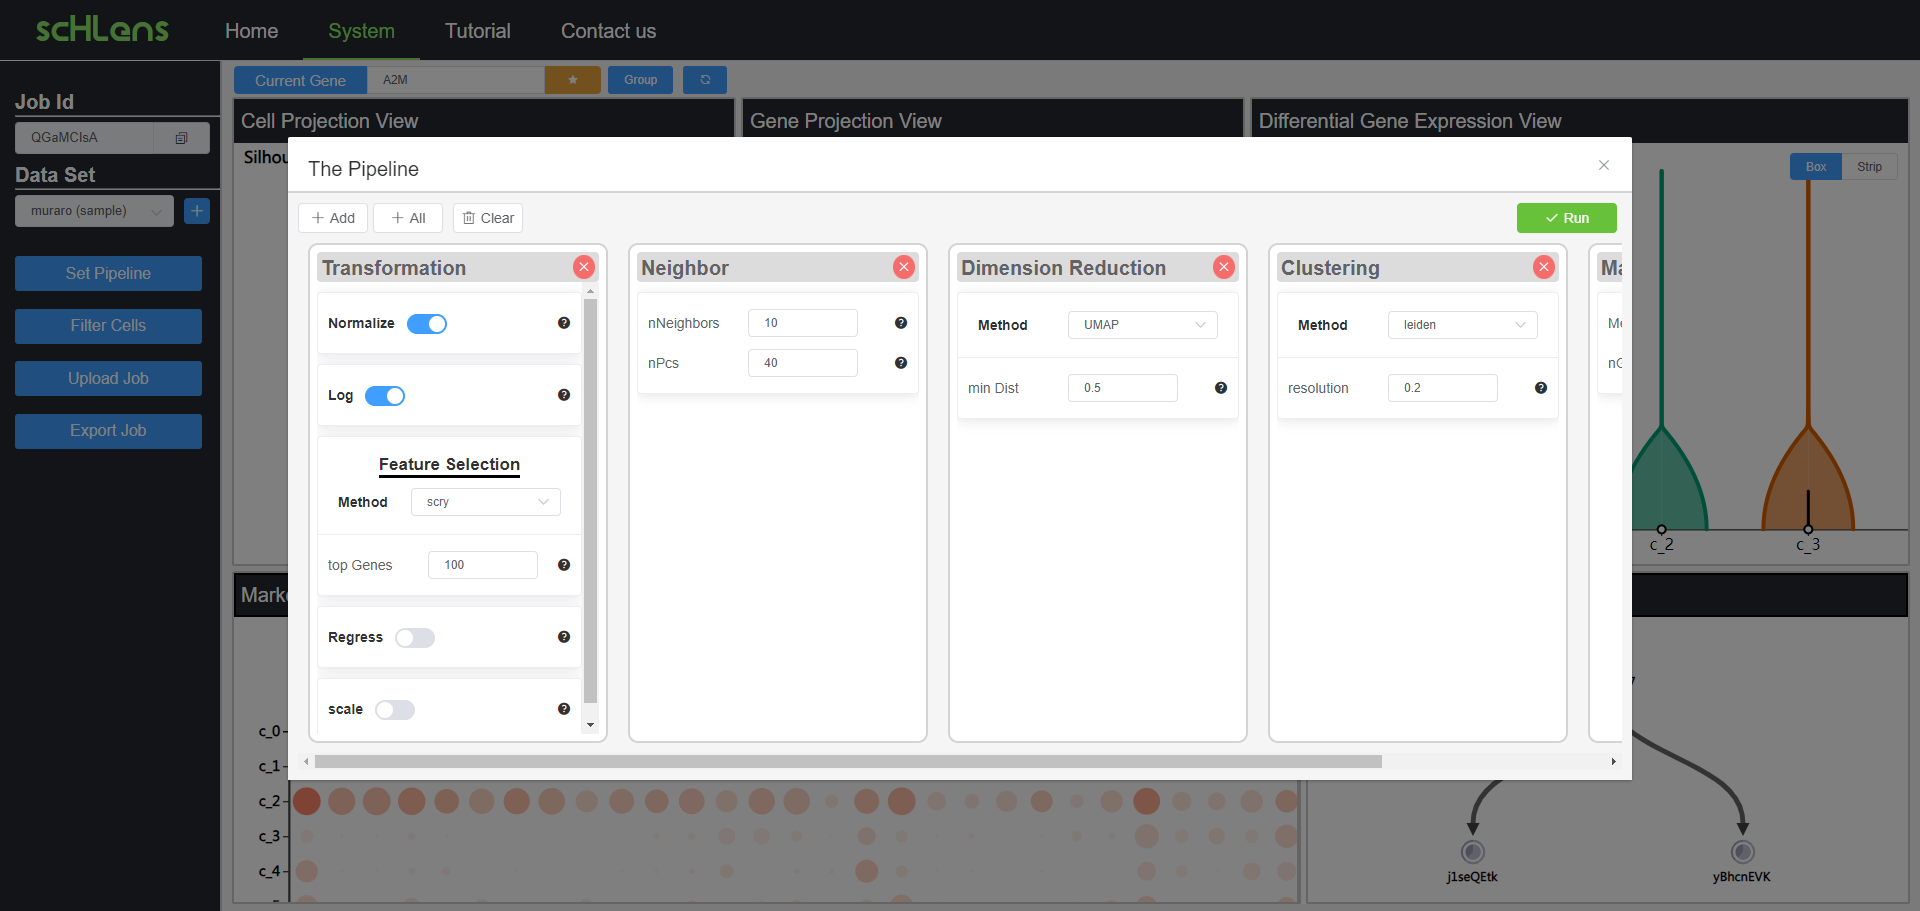 scHLens
Home
System
Tutorial
Contact us
Job Id
QGaMCIsA
Data Set
muraro (sample)
Set Pipeline
Filter Cells
Upload Job
Export Job
Current Gene
A2M
Group
Cell Projection View
Gene Projection View
Differential Gene Expression View
Silhou
Box
Strip
The Pipeline
Add
All
Clear
Run
Transformation
Normalize
Log
Feature Selection
Method
scry
top Genes
100
Regress
scale
Neighbor
nNeighbors
10
nPcs
40
Dimension Reduction
Method
UMAP
min Dist
0.5
Clustering
Method
leiden
resolution
0.2
Ma
Me
nG
c_2
c_3
Marke
c_0
c_1
c_2
c_3
c_4
j1seQEtk
yBhcnEVK